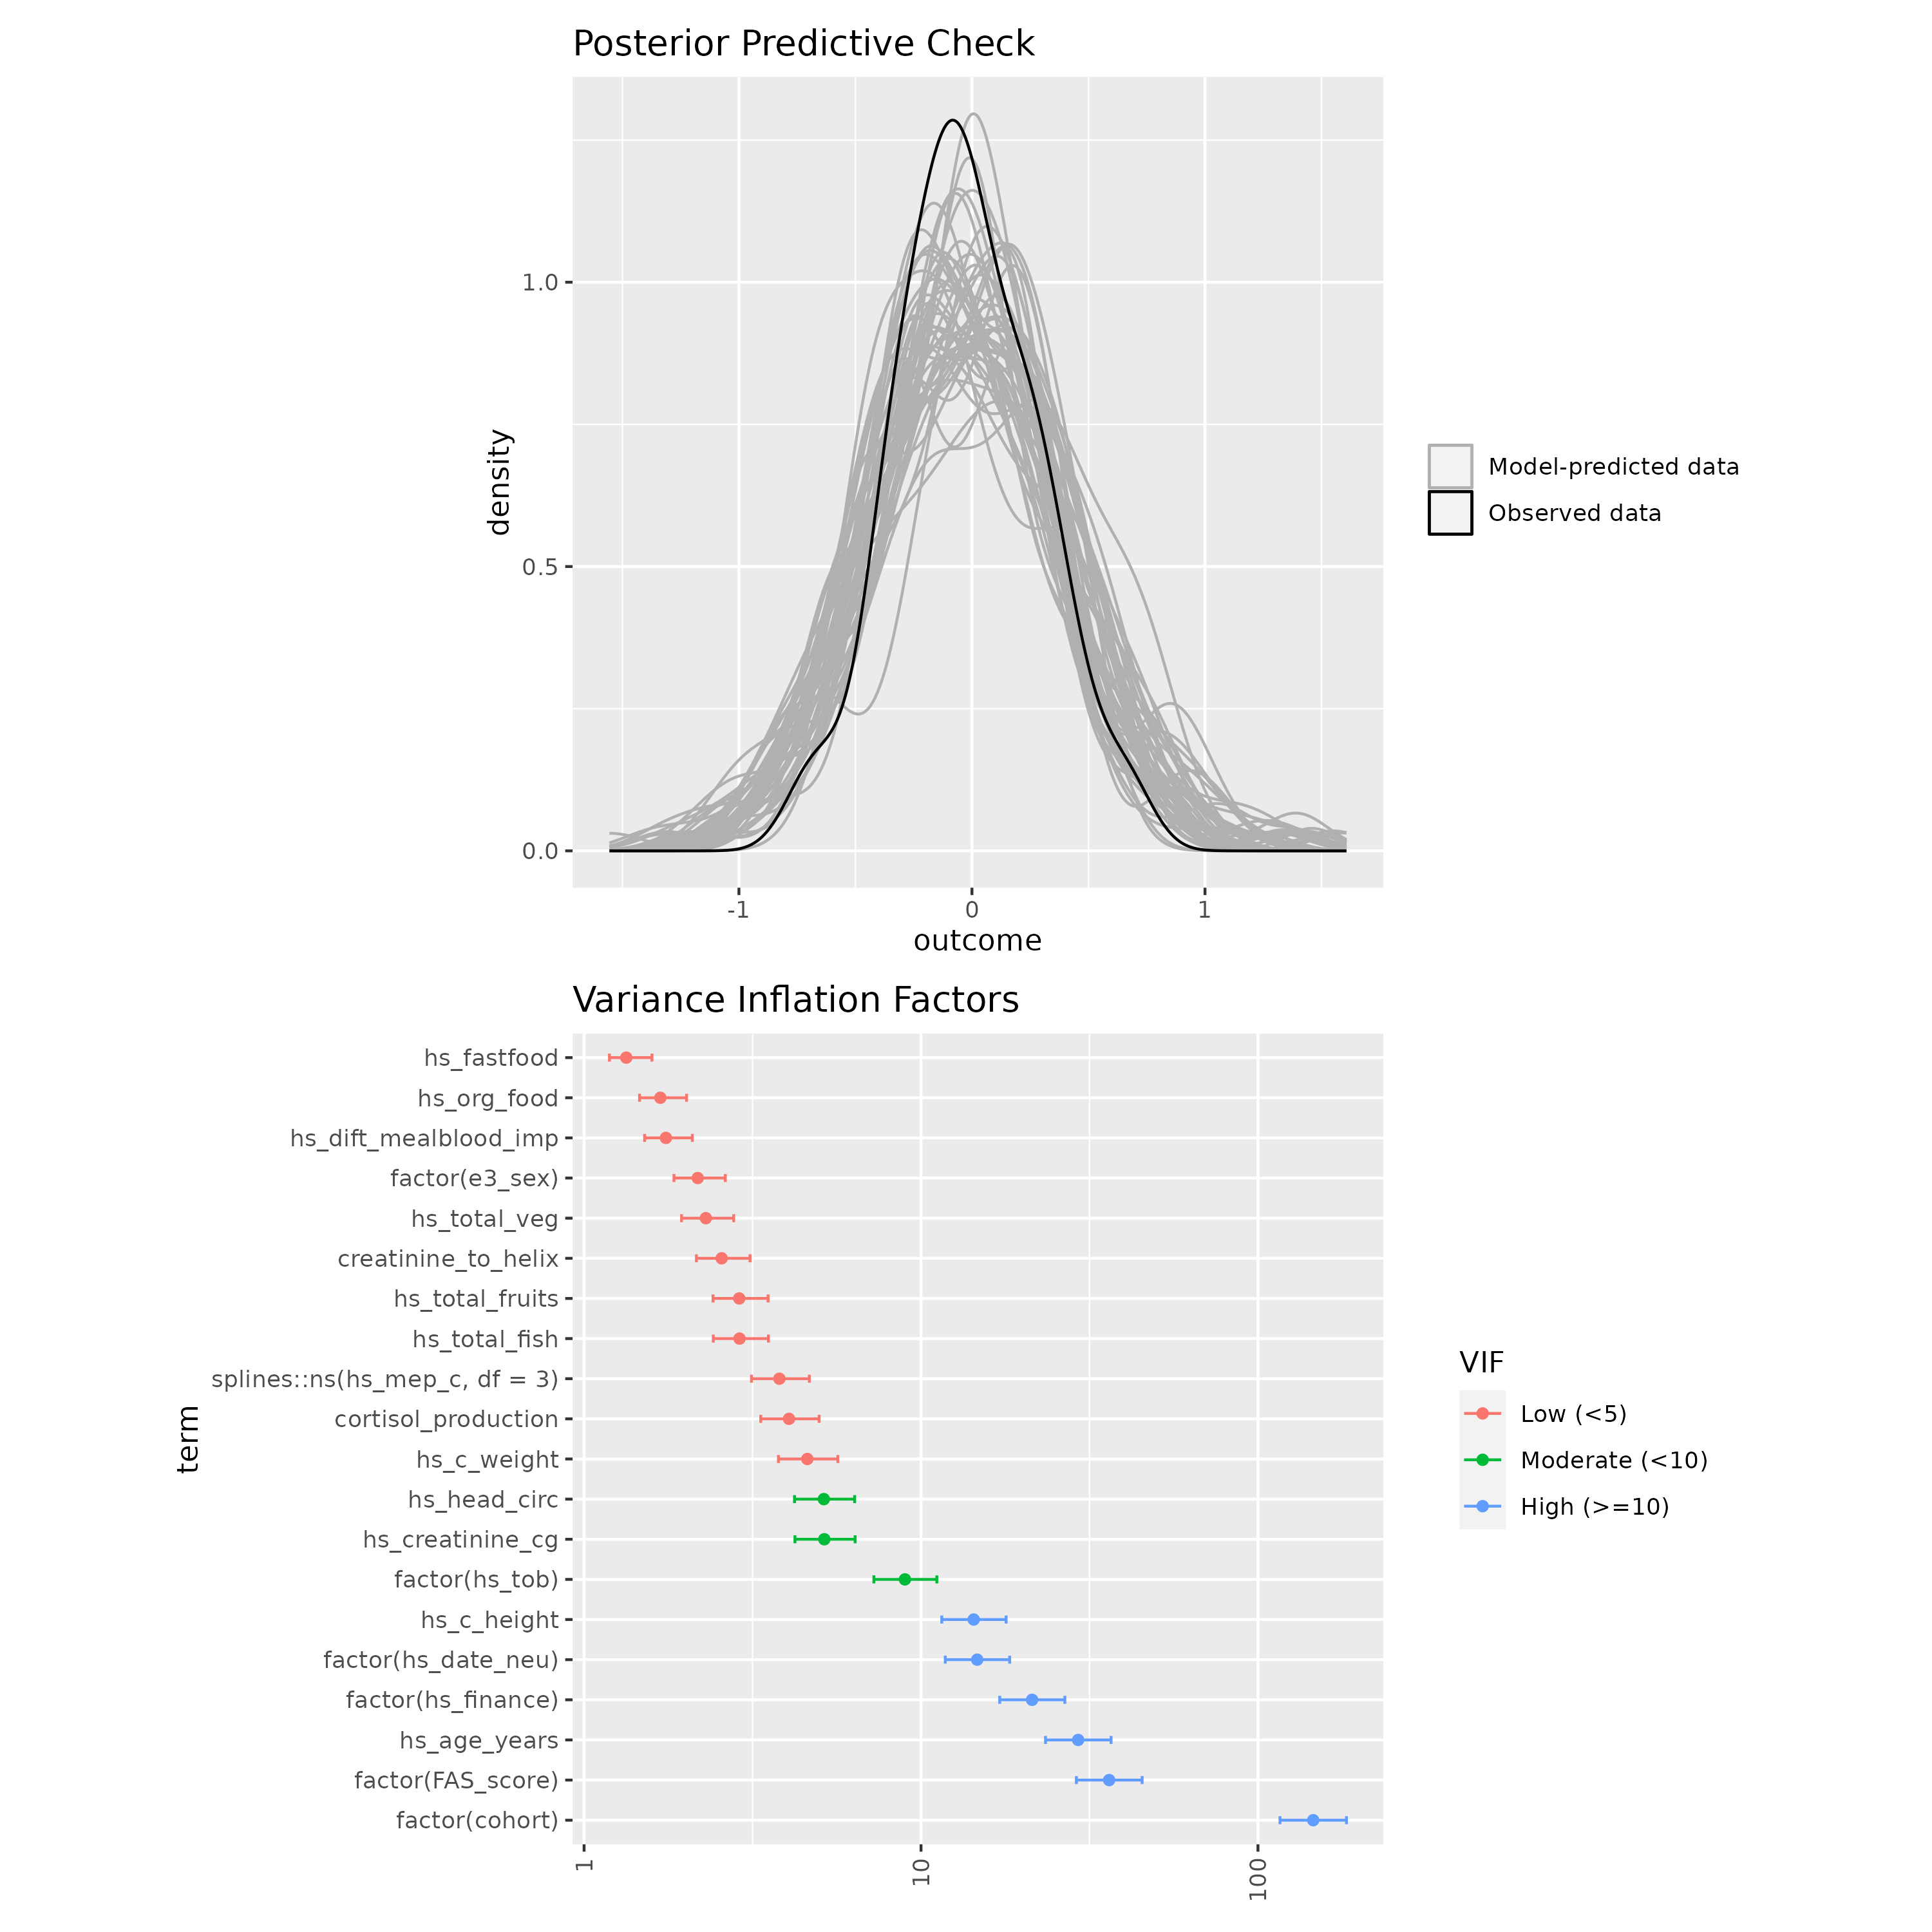 Posterior Predictive Check
density
1.0
0.5
0.0
-1 0 1
outcome
Model-predicted data
Observed data
Variance Inflation Factors
term
hs_fastfood
hs_org_food
hs_dift_mealblood_imp
factor(e3_sex)
hs_total_veg
creatinine_to_helix
hs_total_fruits
hs_total_fish
splines::ns(hs_mep_c, df = 3)
cortisol_production
hs_c_weight
hs_head_circ
hs_creatinine_cg
factor(hs_tob)
hs_c_height
factor(hs_date_neu)
factor(hs_finance)
hs_age_years
factor(FAS_score)
factor(cohort)
1 10 100
VIF
Low (<5)
Moderate (<10)
High (>=10)